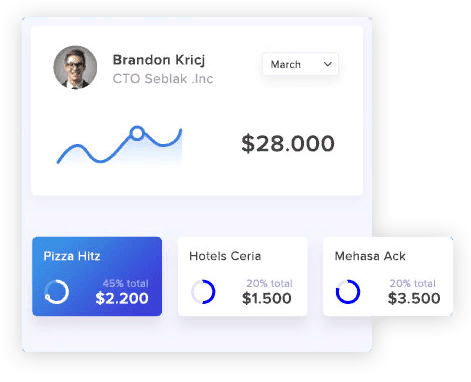 Brandon Kricj
CTO Seblak .Inc
March
$28.000
Pizza Hitz
45% total
$2.200
Hotels Ceria
20% total
$1.500
Mehasa Ack
20% total
$3.500